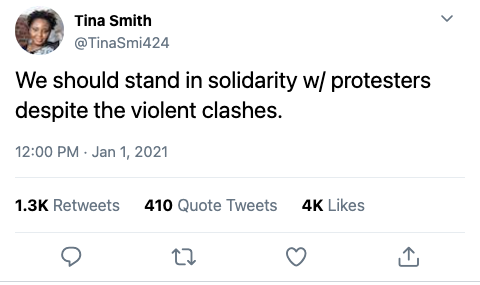 Tina Smith
@TinaSmi424
We should stand in solidarity w/ protesters
despite the violent clashes.
12:00 PM · Jan 1, 2021
1.3K Retweets 410 Quote Tweets 4K Likes